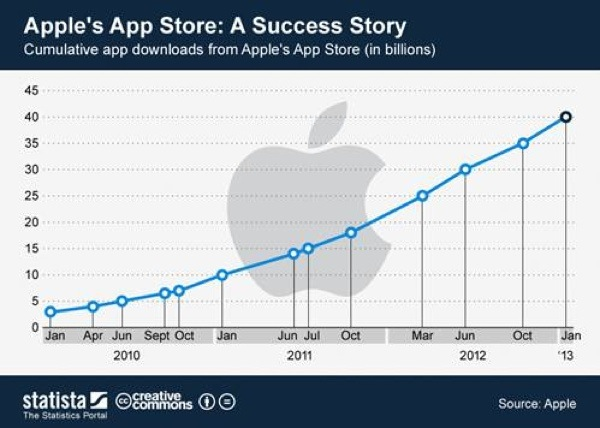 Apple's App Store: A Success Story
Cumulative app downloads from Apple's App Store (in billions)
45
40
35
30
25
20
15
10
5
0
Jan Apr Jun Sept Oct Jan Jun Jul Oct Mar Jun Oct Jan
2010 2011 2012 '13
statista
The Statistics Portal
cc creative commons
Source: Apple